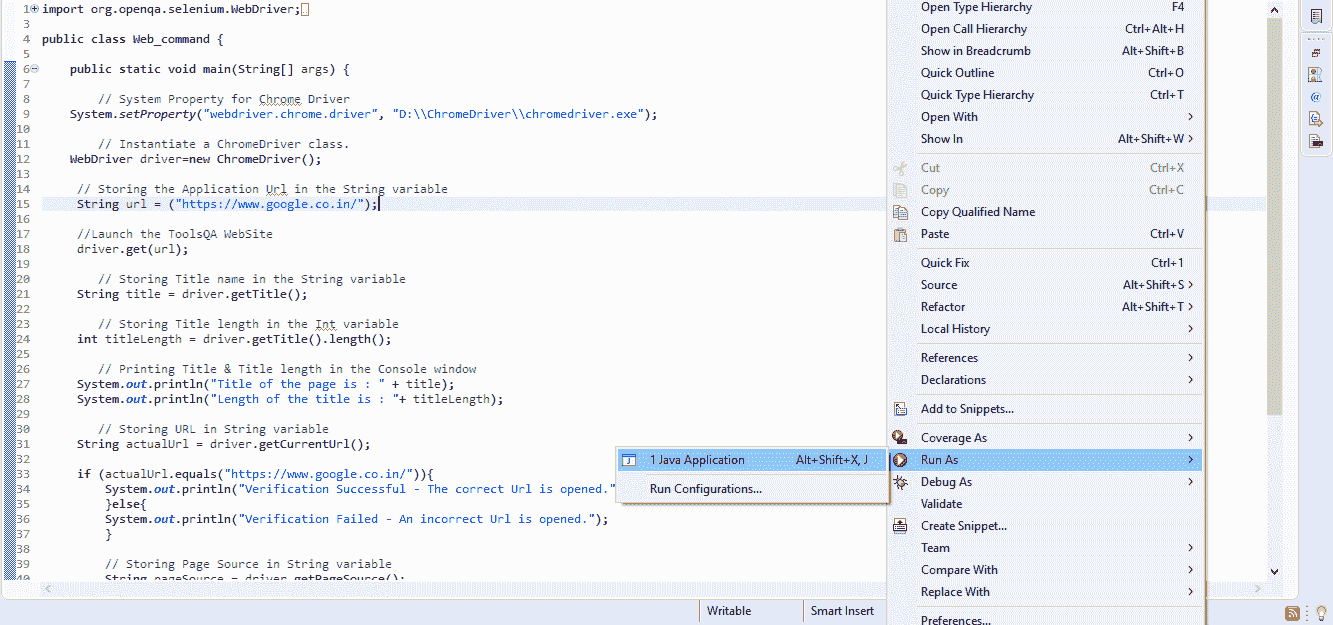 1 import org.openqa.selenium.WebDriver;
3
4 public class Web_command {
5
6 public static void main(String[] args) {
7
8 // System Property for Chrome Driver
9 System.setProperty("webdriver.chrome.driver", "D:\\ChromeDriver\\chromedriver.exe");
10
11 // Instantiate a ChromeDriver class.
12 WebDriver driver=new ChromeDriver();
13
14 // Storing the Application Url in the String variable
15 String url = ("https://www.google.co.in/");
16
17 //Launch the ToolsQA WebSite
18 driver.get(url);
19
20 // Storing Title name in the String variable
21 String title = driver.getTitle();
22
23 // Storing Title length in the Int variable
24 int titleLength = driver.getTitle().length();
25
26 // Printing Title & Title length in the Console window
27 System.out.println("Title of the page is : " + title);
28 System.out.println("Length of the title is : "+ titleLength);
29
30 // Storing URL in String variable
31 String actualUrl = driver.getCurrentUrl();
32
33 if (actualUrl.equals("https://www.google.co.in/")){
34 System.out.println("Verification Successful - The correct Url is opened."
35 }else{
36 System.out.println("Verification Failed - An incorrect Url is opened.");
37 }
38
39 // Storing Page Source in String variable
40 String pageSource = driver.getPageSource();
Open Type Hierarchy F4
Open Call Hierarchy Ctrl+Alt+H
Show in Breadcrumb Alt+Shift+B
Quick Outline Ctrl+O
Quick Type Hierarchy Ctrl+T
Open With
Show In Alt+Shift+W
Cut Ctrl+X
Copy Ctrl+C
Copy Qualified Name
Paste Ctrl+V
Quick Fix Ctrl+1
Source Alt+Shift+S
Refactor Alt+Shift+T
Local History
References
Declarations
Add to Snippets...
Coverage As
Run As
Debug As
Validate
Create Snippet...
Team
Compare With
Replace With
Preferences...
1 Java Application Alt+Shift+X, J
Run Configurations...
Writable Smart Insert